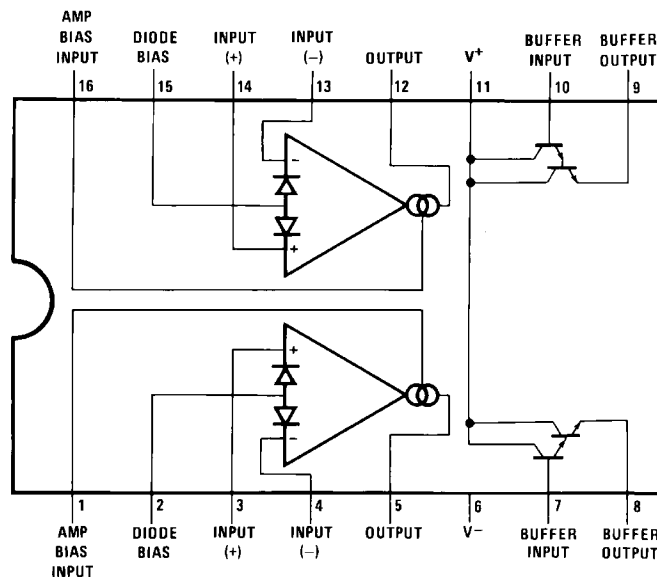 AMP
BIAS
INPUT
DIODE
BIAS
INPUT
(+)
INPUT
(−)
OUTPUT
V+
BUFFER
INPUT
BUFFER
OUTPUT
16 15 14 13 12 11 10 9
−
+
+
−
1 2 3 4 5 6 7 8
AMP
BIAS
INPUT
DIODE
BIAS
INPUT
(+)
INPUT
(−)
OUTPUT
V−
BUFFER
INPUT
BUFFER
OUTPUT